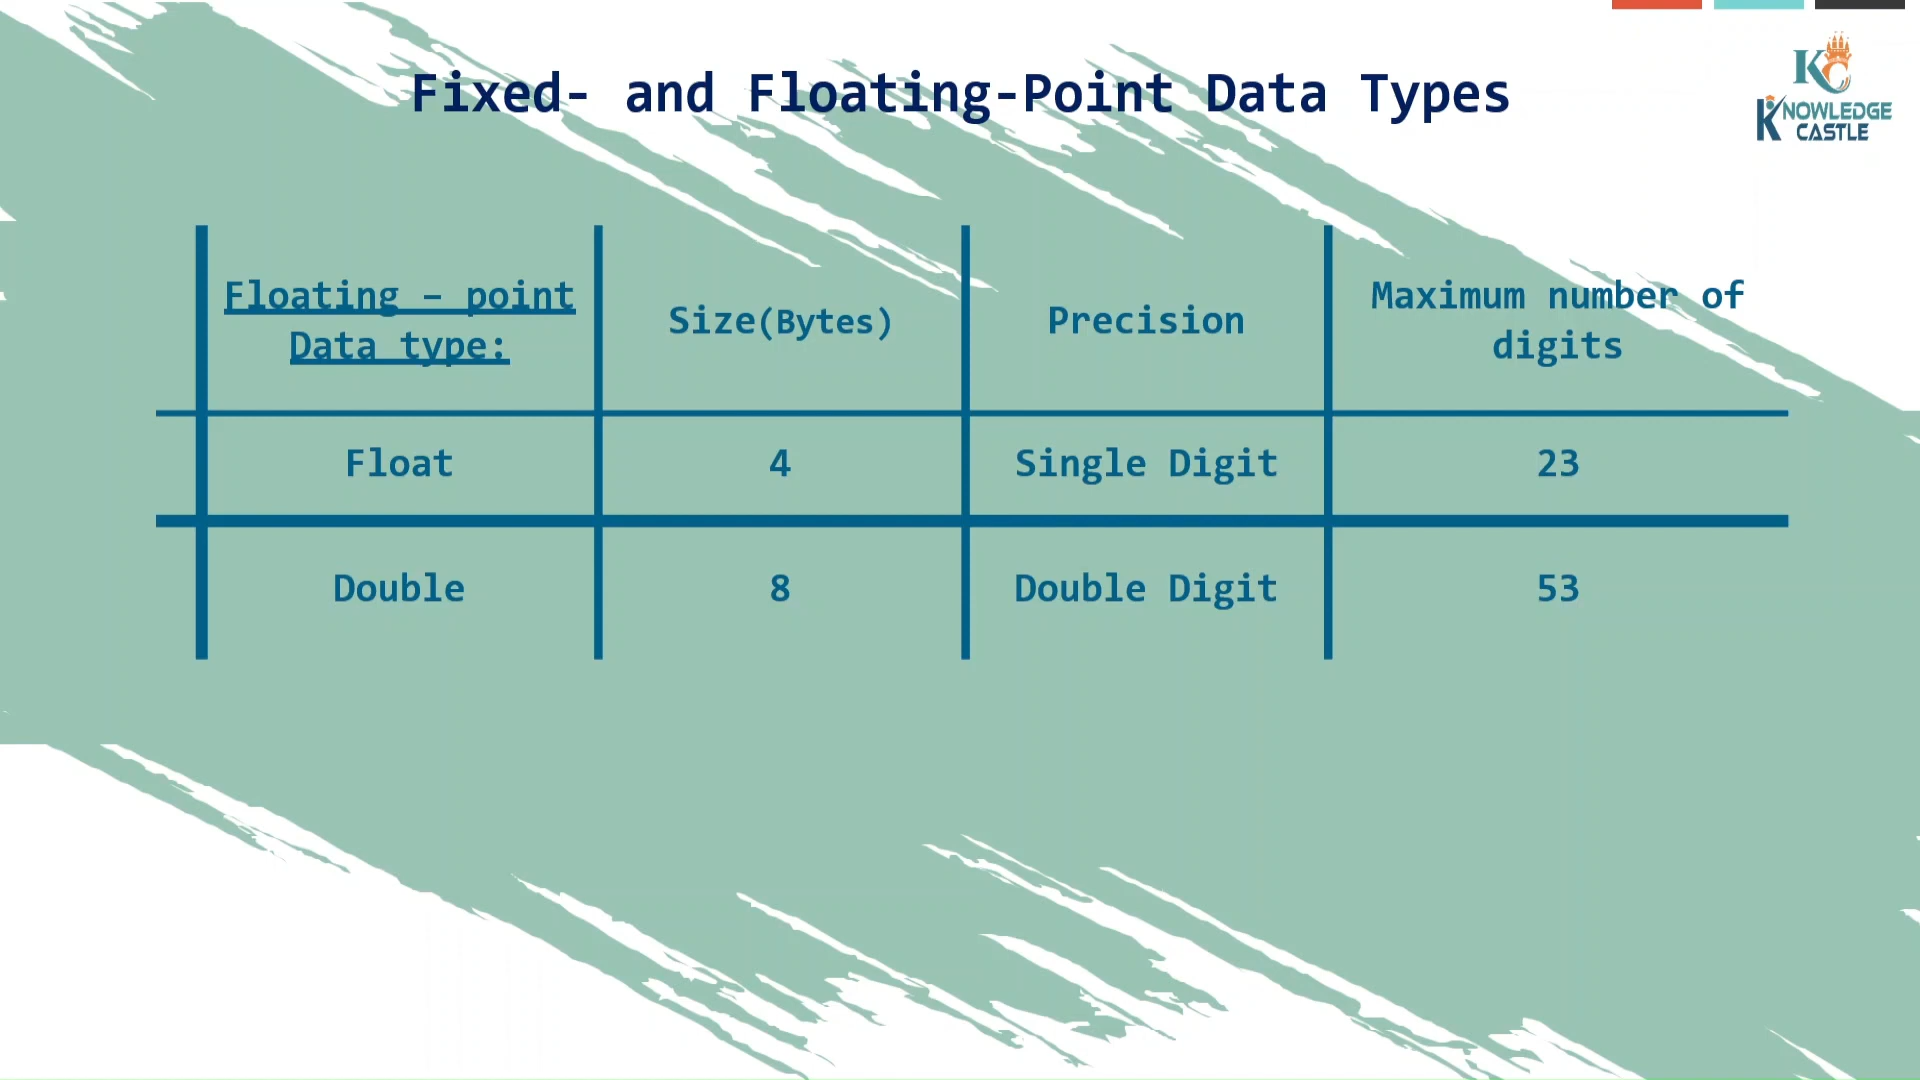 Fixed- and Floating-Point Data Types
KC
KNOWLEDGE
CASTLE
Floating – point
Data type:
Size(Bytes)
Precision
Maximum number of
digits
Float
4
Single Digit
23
Double
8
Double Digit
53